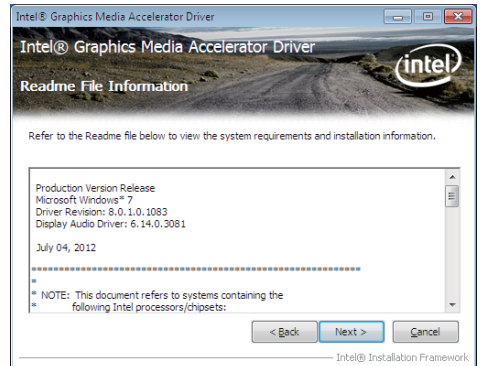 Intel® Graphics Media Accelerator Driver
Intel® Graphics Media Accelerator Driver
intel
Readme File Information
Refer to the Readme file below to view the system requirements and installation information.
Production Version Release
Microsoft Windows* 7
Driver Revision: 8.0.1.0.1083
Display Audio Driver: 6.14.0.3081
July 04, 2012
*************************************************************
*
* NOTE: This document refers to systems containing the
* following Intel processors/chipsets:
< Back Next > Cancel
Intel® Installation Framework